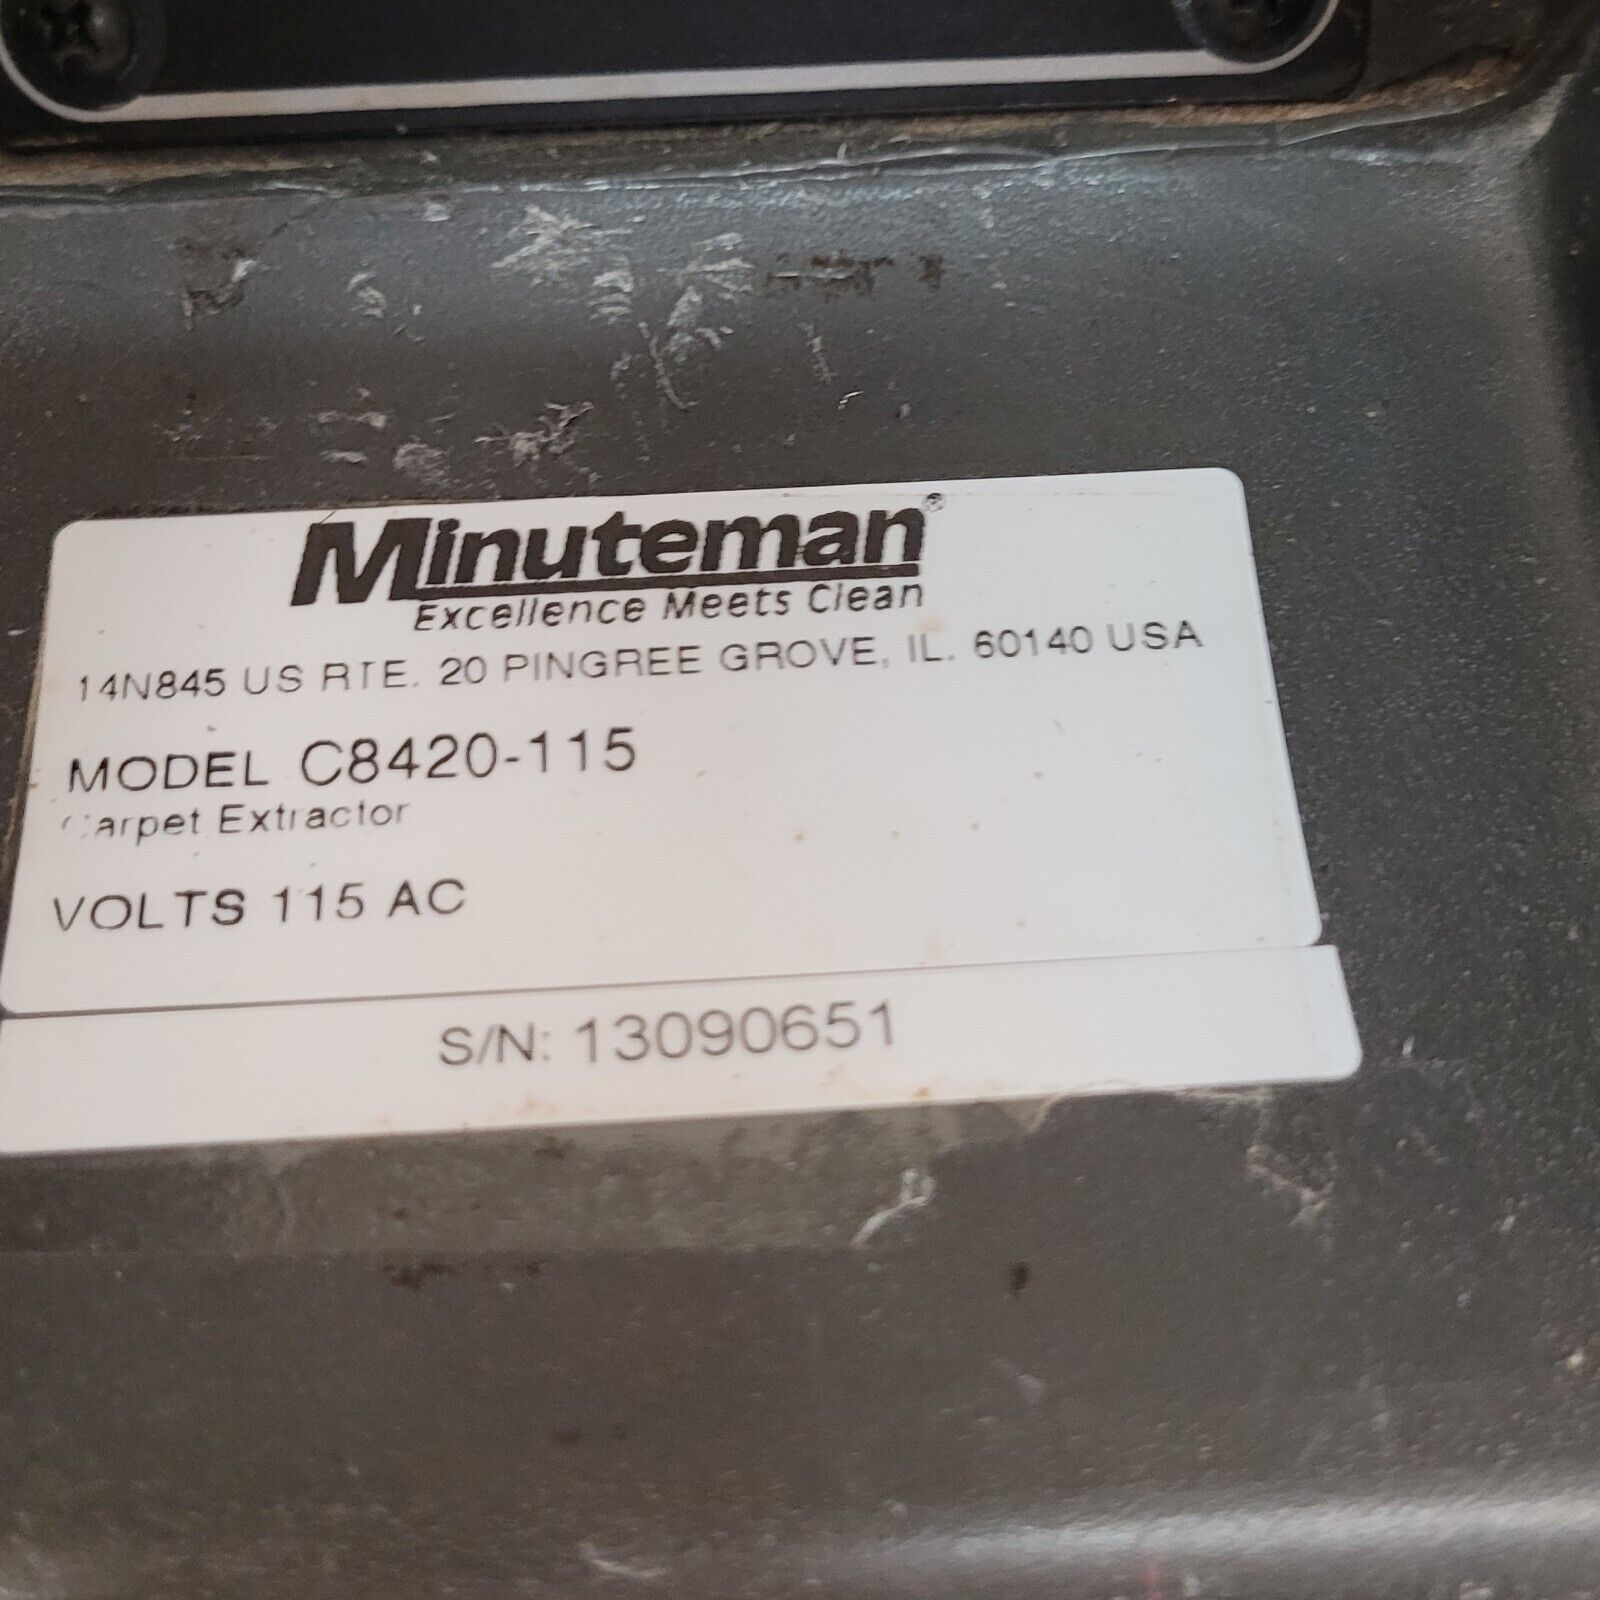 Minuteman®
Excellence Meets Clean
14N845 US RTE. 20 PINGREE GROVE, IL. 60140 USA
MODEL C8420-115
Carpet Extractor
VOLTS 115 AC
S/N: 13090651